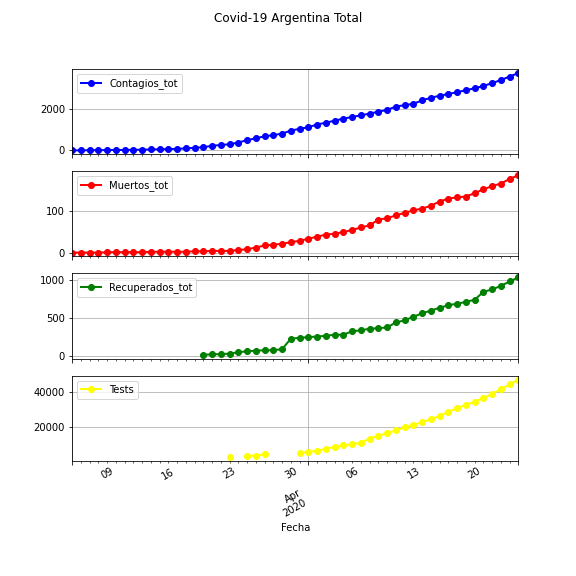 Covid-19 Argentina Total
Contagios_tot
2000
0
Muertos_tot
100
0
Recuperados_tot
1000
500
0
Tests
40000
20000
09 16 23 30 06 13 20
Apr
2020
Fecha